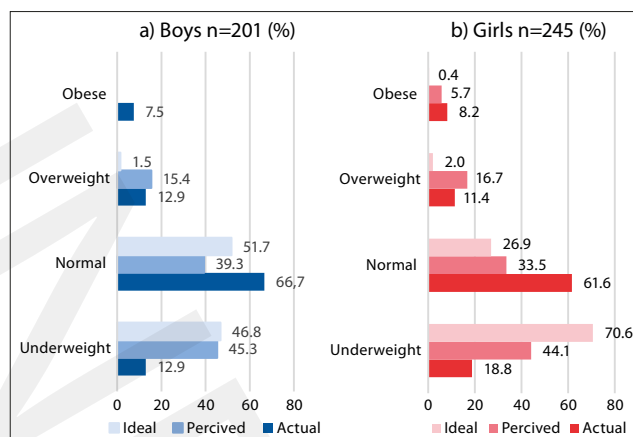 a) Boys n=201 (%)
b) Girls n=245 (%)
Obese
7.5
Overweight
1.5
15.4
12.9
Normal
51.7
39.3
66,7
Underweight
46.8
45.3
12.9
0 20 40 60 80
Ideal Percived Actual
Obese
0.4
5.7
8.2
Overweight
2.0
16.7
11.4
Normal
26.9
33.5
61.6
Underweight
70.6
44.1
18.8
0 20 40 60 80
Ideal Percived Actual